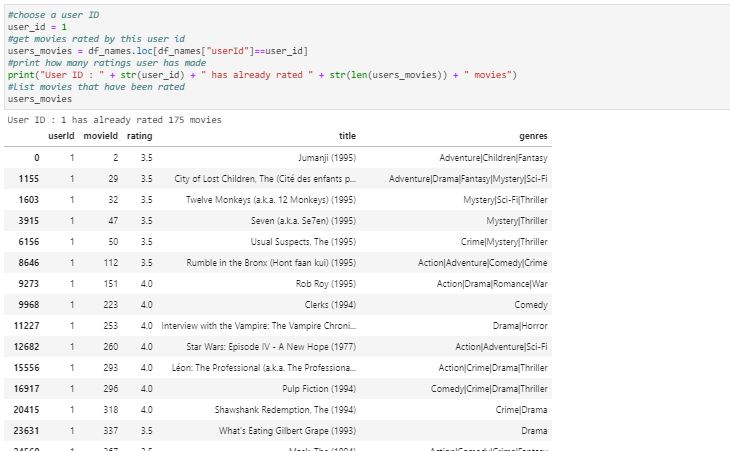 #choose a user ID
user_id = 1
#get movies rated by this user id
users_movies = df_names.loc[df_names["userId"]==user_id]
#print how many ratings user has made
print("User ID : " + str(user_id) + " has already rated " + str(len(users_movies)) + " movies")
#List movies that have been rated
users_movies
User ID : 1 has already rated 175 movies
userId movieId rating title genres
0 1 2 3.5 Jumanji (1995) Adventure|Children|Fantasy
1155 1 29 3.5 City of Lost Children, The (Cité des enfants p... Adventure|Drama|Fantasy|Mystery|Sci-Fi
1603 1 32 3.5 Twelve Monkeys (a.k.a. 12 Monkeys) (1995) Mystery|Sci-Fi|Thriller
3915 1 47 3.5 Seven (a.k.a. Se7en) (1995) Mystery|Thriller
6156 1 50 3.5 Usual Suspects, The (1995) Crime|Mystery|Thriller
8646 1 112 3.5 Rumble in the Bronx (Hont faan kui) (1995) Action|Adventure|Comedy|Crime
9273 1 151 4.0 Rob Roy (1995) Action|Drama|Romance|War
9968 1 223 4.0 Clerks (1994) Comedy
11227 1 253 4.0 Interview with the Vampire: The Vampire Chroni... Drama|Horror
12682 1 260 4.0 Star Wars: Episode IV - A New Hope (1977) Action|Adventure|Sci-Fi
15556 1 293 4.0 Léon: The Professional (a.k.a. The Professiona... Action|Crime|Drama|Thriller
16917 1 296 4.0 Pulp Fiction (1994) Comedy|Crime|Drama|Thriller
20415 1 318 4.0 Shawshank Redemption, The (1994) Crime|Drama
23631 1 337 3.5 What's Eating Gilbert Grape (1993) Drama
1 367 3.5 Mask, The (1994) Action|Comedy|Crime|Fantasy